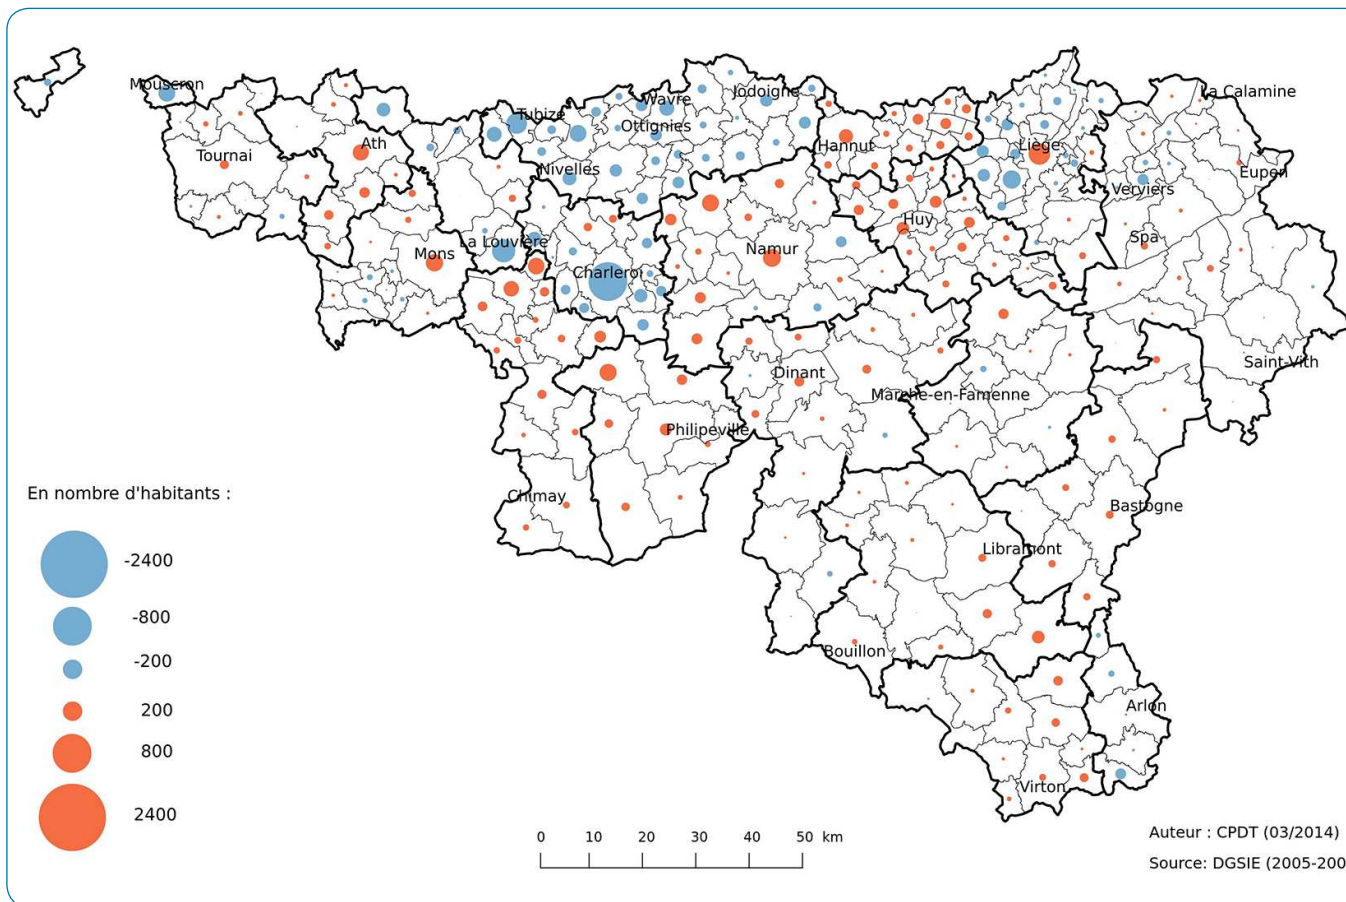 Mouscron
Tubize
Wavre
Jodoigne
La Calamine
Ottignies
Tournai
Ath
Hannut
Liège
Nivelles
Eupen
Verviers
Huy
La Louvière
Spa
Mons
Namur
Charleroi
Saint-Vith
Dinant
Marche-en-Famenne
Philipeville
Chimay
Bastogne
Libramont
Bouillon
Arlon
Virton
En nombre d'habitants :
-2400
-800
-200
200
800
2400
0 10 20 30 40 50 km
Auteur : CPDT (03/2014)
Source: DGSIE (2005-200